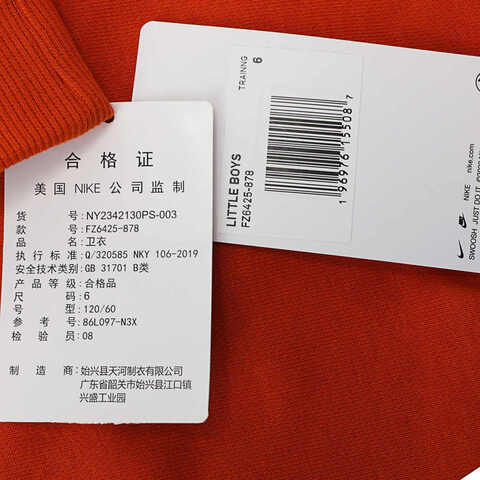 合格证
美国 NIKE 公司监制
货号:NY2342130PS-003
款号:FZ6425-878
品名:卫衣
执行标准:Q/320585 NKY 106-2019
安全技术类别:GB 31701 B类
产品等级:合格品
尺码:6
号型:120/60
参考号:86L097-N3X
检验员:08
制造商:始兴县天河制衣有限公司
广东省韶关市始兴县江口镇
兴盛工业园
TRAINNG 6
1 96976 15508 7
LITTLE BOYS
FZ6425-878
NIKE nike.com
SWOOSH JUST DO IT